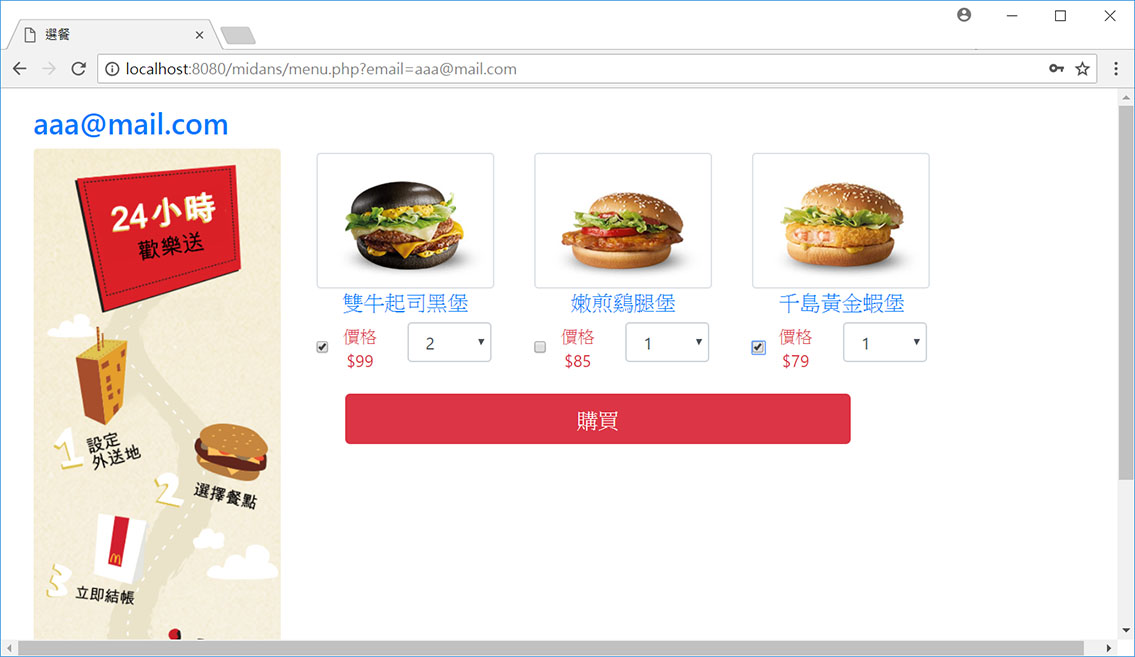 選餐
localhost:8080/midans/menu.php?email=aaa@mail.com
aaa@mail.com
24小時
歡樂送
1 設定
外送地
2 選擇餐點
3 立即結帳
雙牛起司黑堡
價格
$99
2
嫩煎鷄腿堡
價格
$85
1
千島黃金蝦堡
價格
$79
1
購買